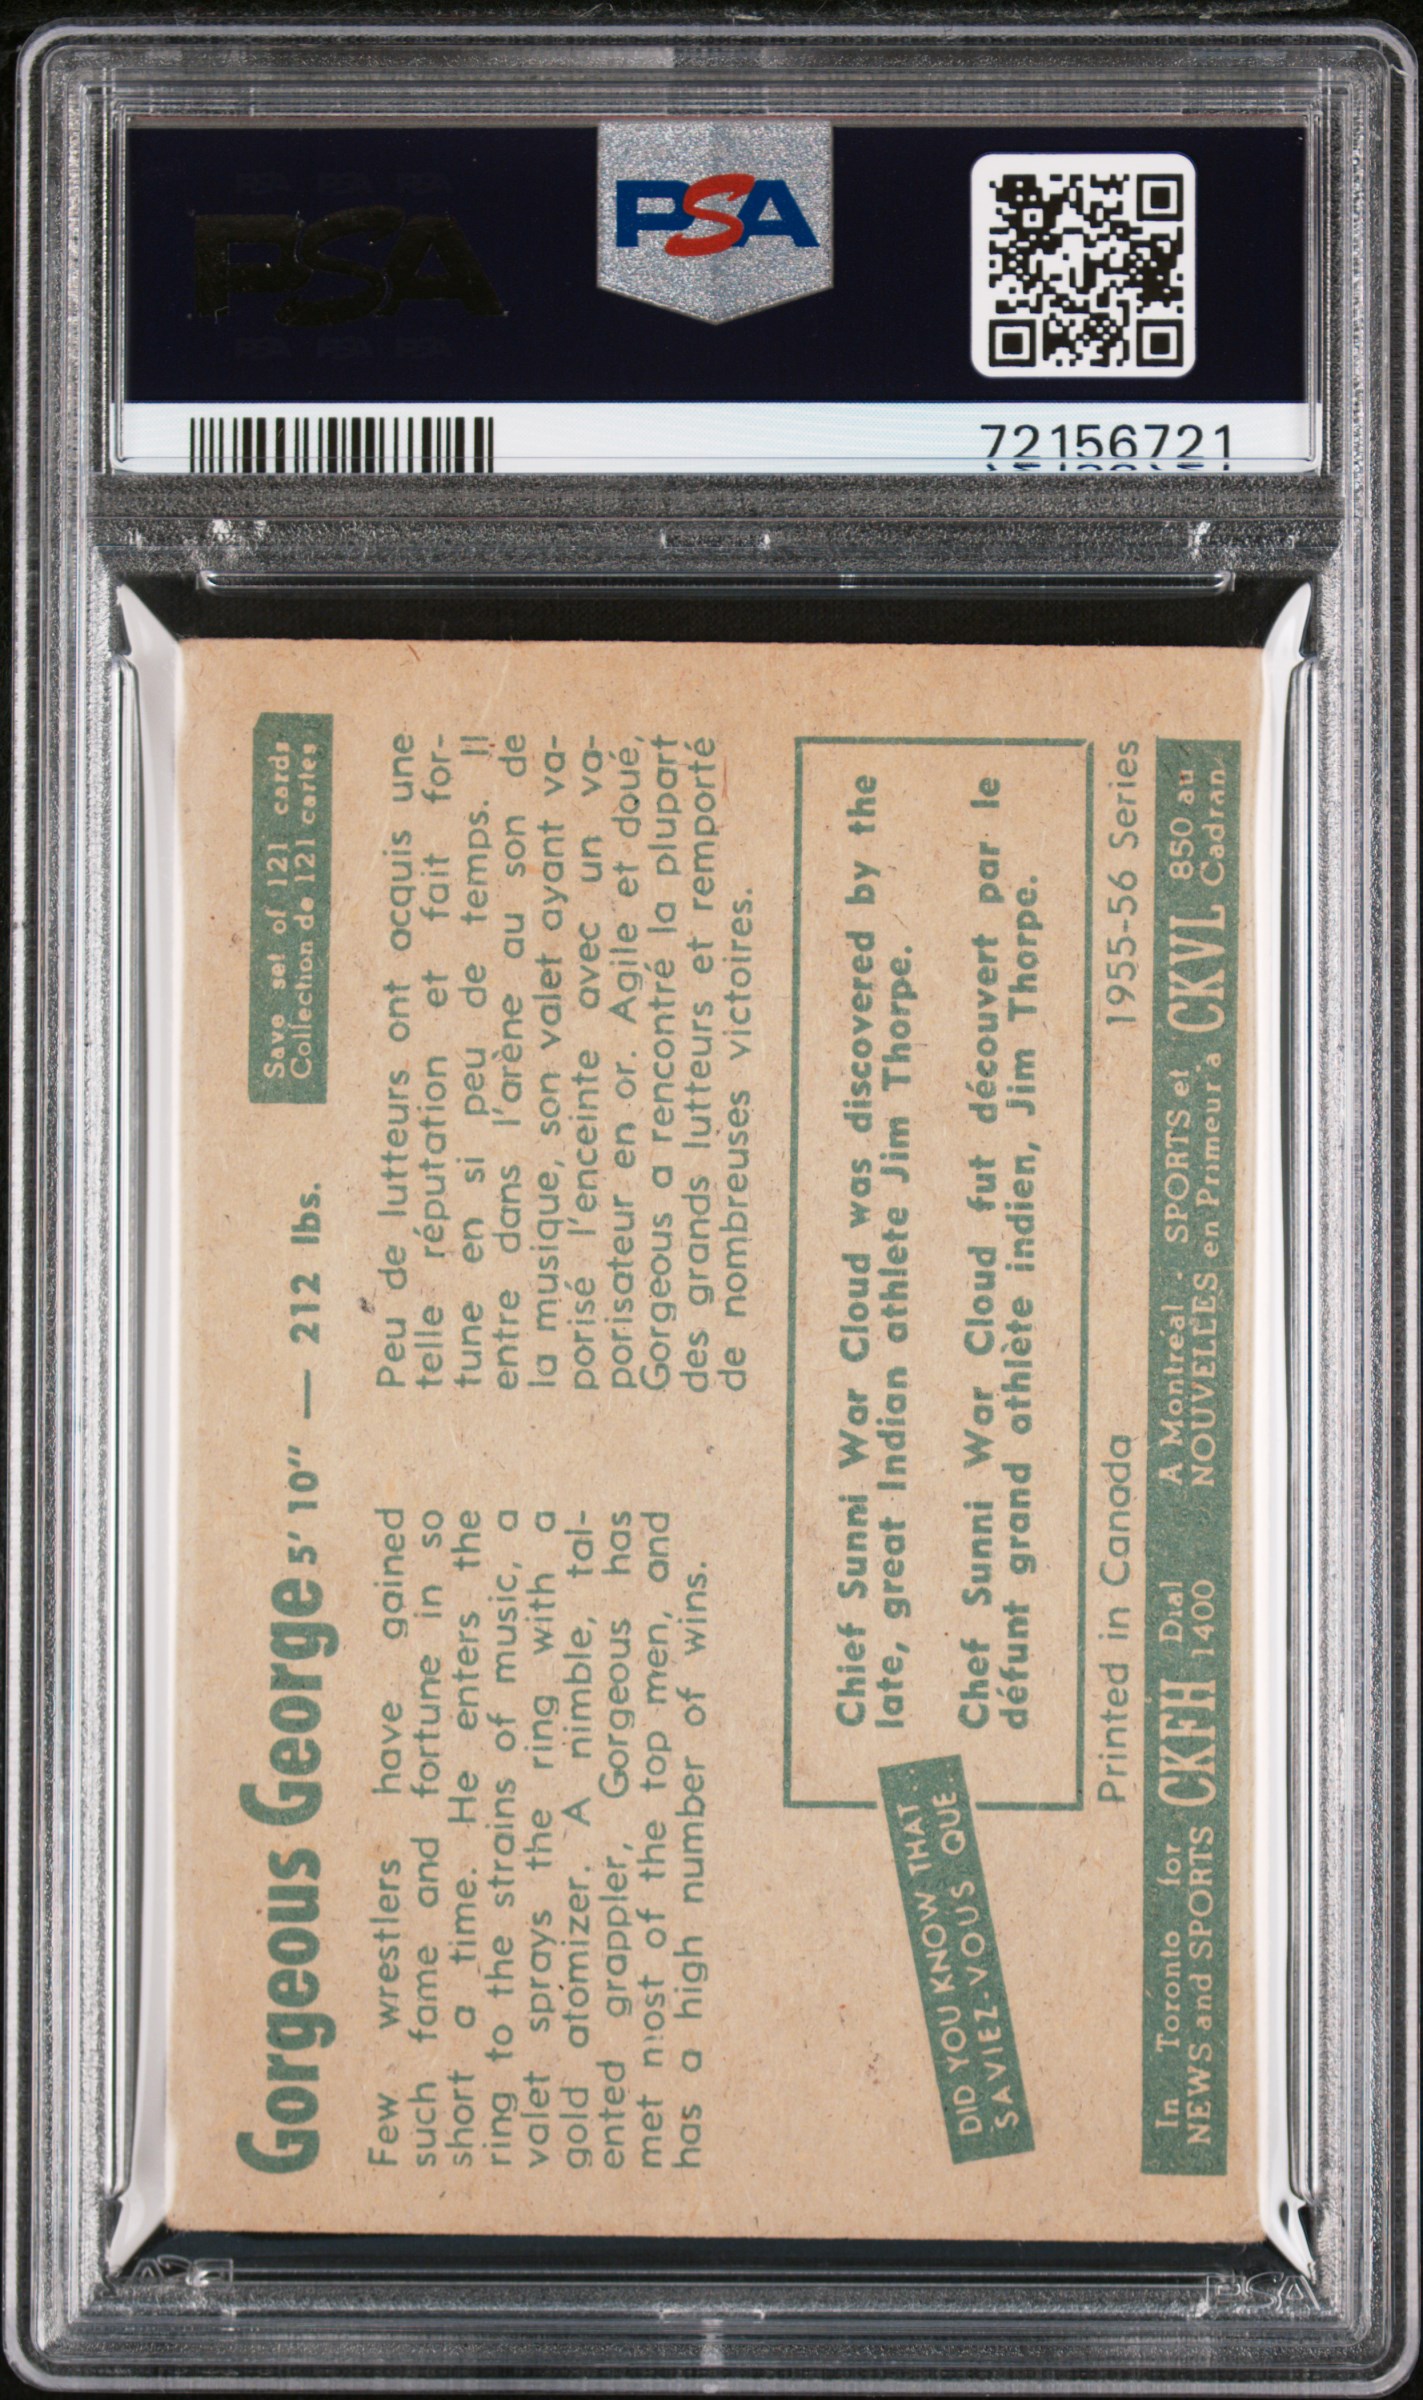 PSA
PSA
72156721
Gorgeous George 5' 10" — 212 lbs.
Save set of 121 cards
Collection de 121 cartes
Few wrestlers have gained
such fame and fortune in so
short a time. He enters the
ring to the strains of music, a
valet sprays the ring with a
gold atomizer. A nimble, tal-
ented grappler, Gorgeous has
met most of the top men, and
has a high number of wins.
Peu de lutteurs ont acquis une
telle réputation et fait for-
tune en si peu de temps. Il
entre dans l'arène au son de
la musique, son valet ayant va-
porisé l'enceinte avec un va-
porisateur en or. Agile et doué,
Gorgeous a rencontré la plupart
des grands lutteurs et remporté
de nombreuses victoires.
DID YOU KNOW THAT . .
SAVIEZ-VOUS QUE .
Chief Sunni War Cloud was discovered by the
late, great Indian athlete Jim Thorpe.
Chef Sunni War Cloud fut découvert par le
défunt grand athlète indien, Jim Thorpe.
Printed in Canada
1955-56 Series
In Toronto for
NEWS and SPORTS CKFH Dial
1400
A Montréal . SPORTS et
NOUVELLES en Primeur à CKVL 850 au
Cadran
PSA
PSA